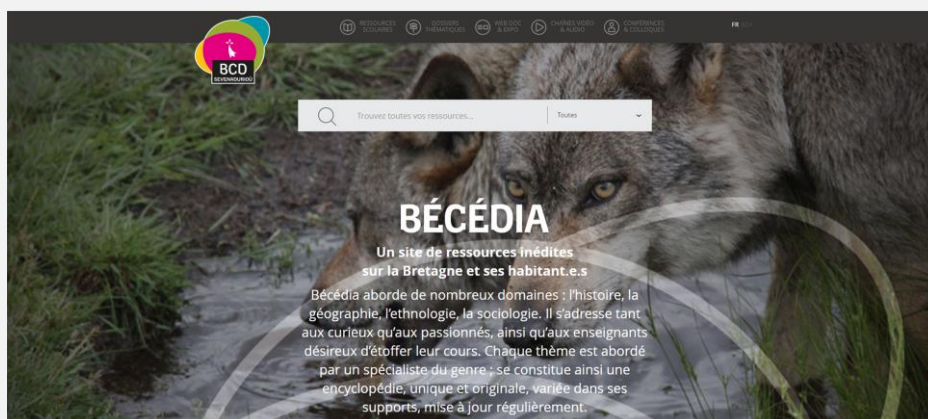 RESSOURCES
SCOLAIRES
DOSSIERS
THÉMATIQUES
WEB-DOC
& EXPO
CHAÎNES VIDÉO
& AUDIO
CONFÉRENCES
& COLLOQUES
FR
BCD
SEVENADURIOÙ
Trouvez toutes vos ressources...
Toutes
BÉCÉDIA
Un site de ressources inédites
sur la Bretagne et ses habitant.e.s
Bécédia aborde de nombreux domaines : l'histoire, la
géographie, l'ethnologie, la sociologie. Il s'adresse tant
aux curieux qu'aux passionnés, ainsi qu'aux enseignants
désireux d'étoffer leur cours. Chaque thème est abordé
par un spécialiste du genre ; se constitue ainsi une
encyclopédie, unique et originale, variée dans ses
supports, mise à jour régulièrement.